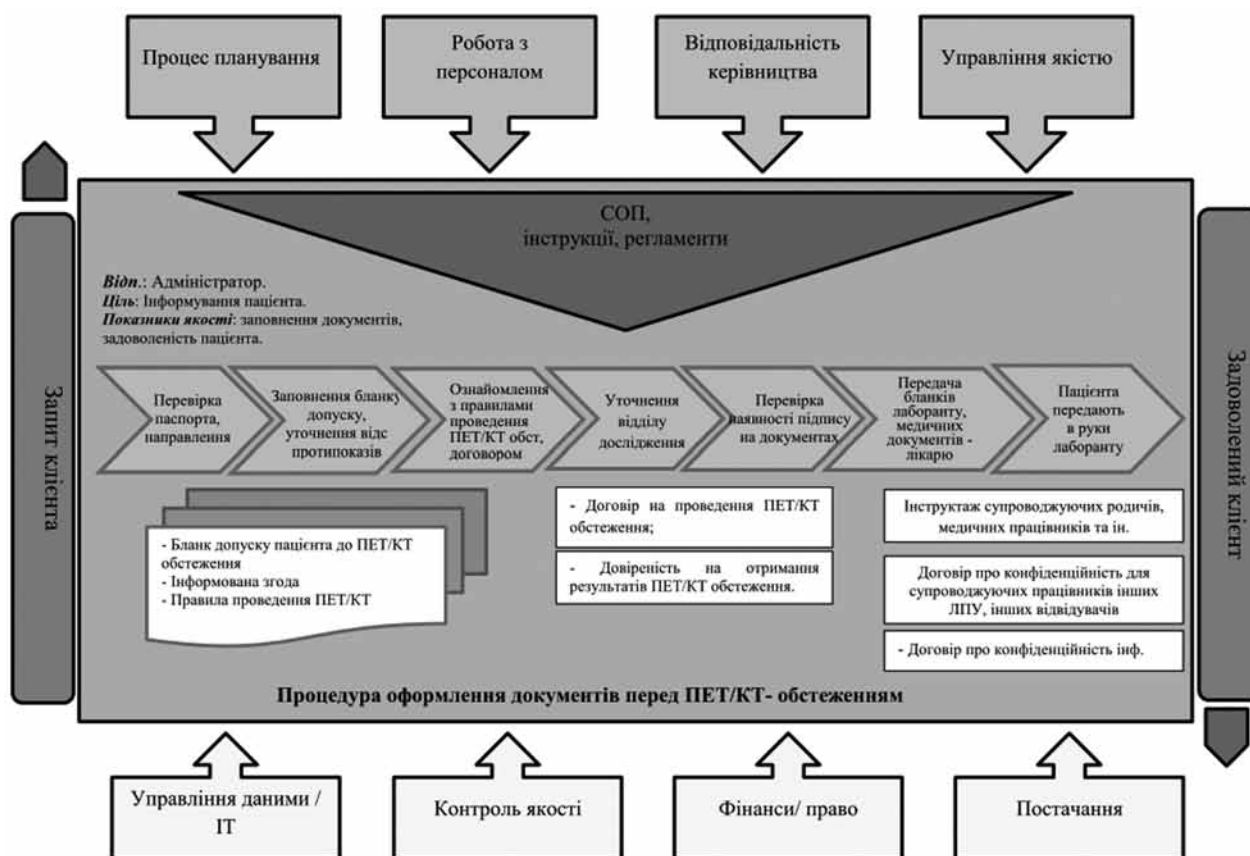 Процес планування
Робота з
персоналом
Відповідальність
керівництва
Управління якістю
СОП,
інструкції, регламенти
Відп.: Адміністратор.
Ціль: Інформування пацієнта.
Показники якості: заповнення документів,
задоволеність пацієнта.
Запит клієнта
Перевірка
паспорта,
направлення
Заповнення бланку
допуску,
уточнення відс
протипоказів
Ознайомлення
з правилами
проведення
ПЕТ/КТ обст,
договором
Уточнення
відділу
дослідження
Перевірка
наявності підпису
на документах
Передача
бланків
лаборанту,
медичних
документів -
лікарю
Пацієнта
передають
в руки
лаборанту
Задоволений клієнт
- Бланк допуску пацієнта до ПЕТ/КТ
обстеження
- Інформована згода
- Правила проведення ПЕТ/КТ
- Договір на проведення ПЕТ/КТ
обстеження;
- Довіреність на отримання
результатів ПЕТ/КТ обстеження.
Інструктаж супроводжуючих родичів,
медичних працівників та ін.
Договір про конфіденційність для
супроводжуючих працівників інших
ЛПУ, інших відвідувачів
- Договір про конфіденційність інф.
Процедура оформлення документів перед ПЕТ/КТ- обстеженням
Управління даними /
ІТ
Контроль якості
Фінанси/ право
Постачання